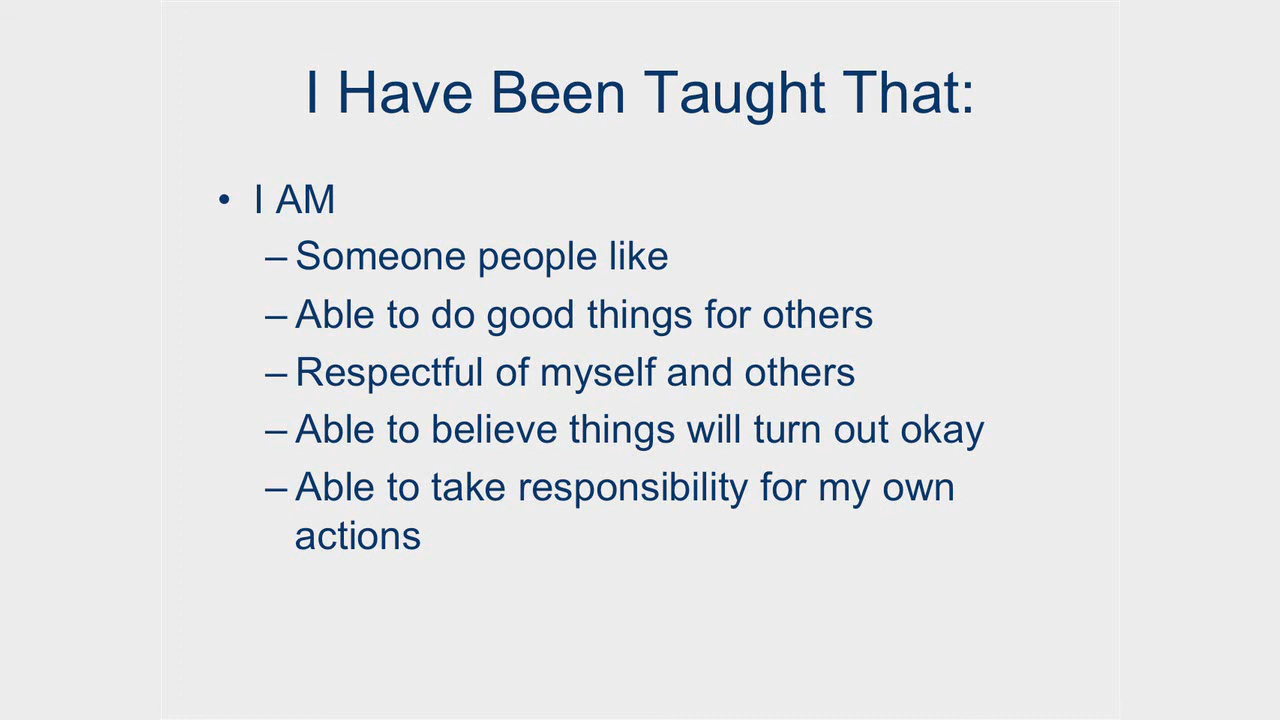 I Have Been Taught That:
• I AM
– Someone people like
– Able to do good things for others
– Respectful of myself and others
– Able to believe things will turn out okay
– Able to take responsibility for my own
actions